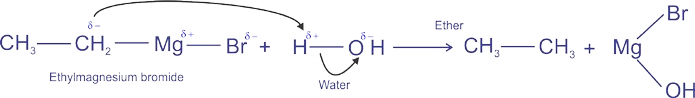 δ− δ+ δ− δ+ δ− Ether Br
CH₃—CH₂—Mg—Br + H—O H → CH₃—CH₃ + Mg
Ethylmagnesium bromide Water OH